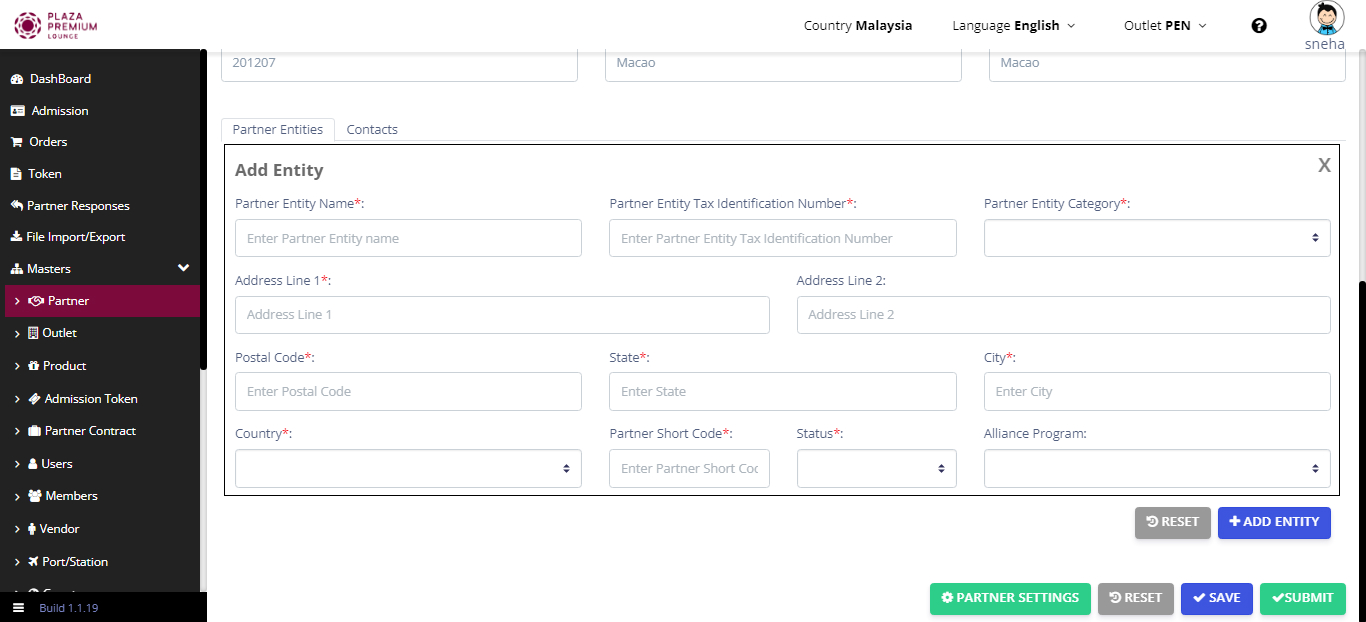 PLAZA
PREMIUM
LOUNGE
Country Malaysia
Language English
Outlet PEN
sneha
DashBoard
Admission
Orders
Token
Partner Responses
File Import/Export
Masters
Partner
Outlet
Product
Admission Token
Partner Contract
Users
Members
Vendor
Port/Station
Build 1.1.19
201207
Macao
Macao
Partner Entities
Contacts
Add Entity
X
Partner Entity Name*:
Partner Entity Tax Identification Number*:
Partner Entity Category*:
Enter Partner Entity name
Enter Partner Entity Tax Identification Number
Address Line 1*:
Address Line 2:
Address Line 1
Address Line 2
Postal Code*:
State*:
City*:
Enter Postal Code
Enter State
Enter City
Country*:
Partner Short Code*:
Status*:
Alliance Program:
Enter Partner Short Coc
RESET
ADD ENTITY
PARTNER SETTINGS
RESET
SAVE
SUBMIT